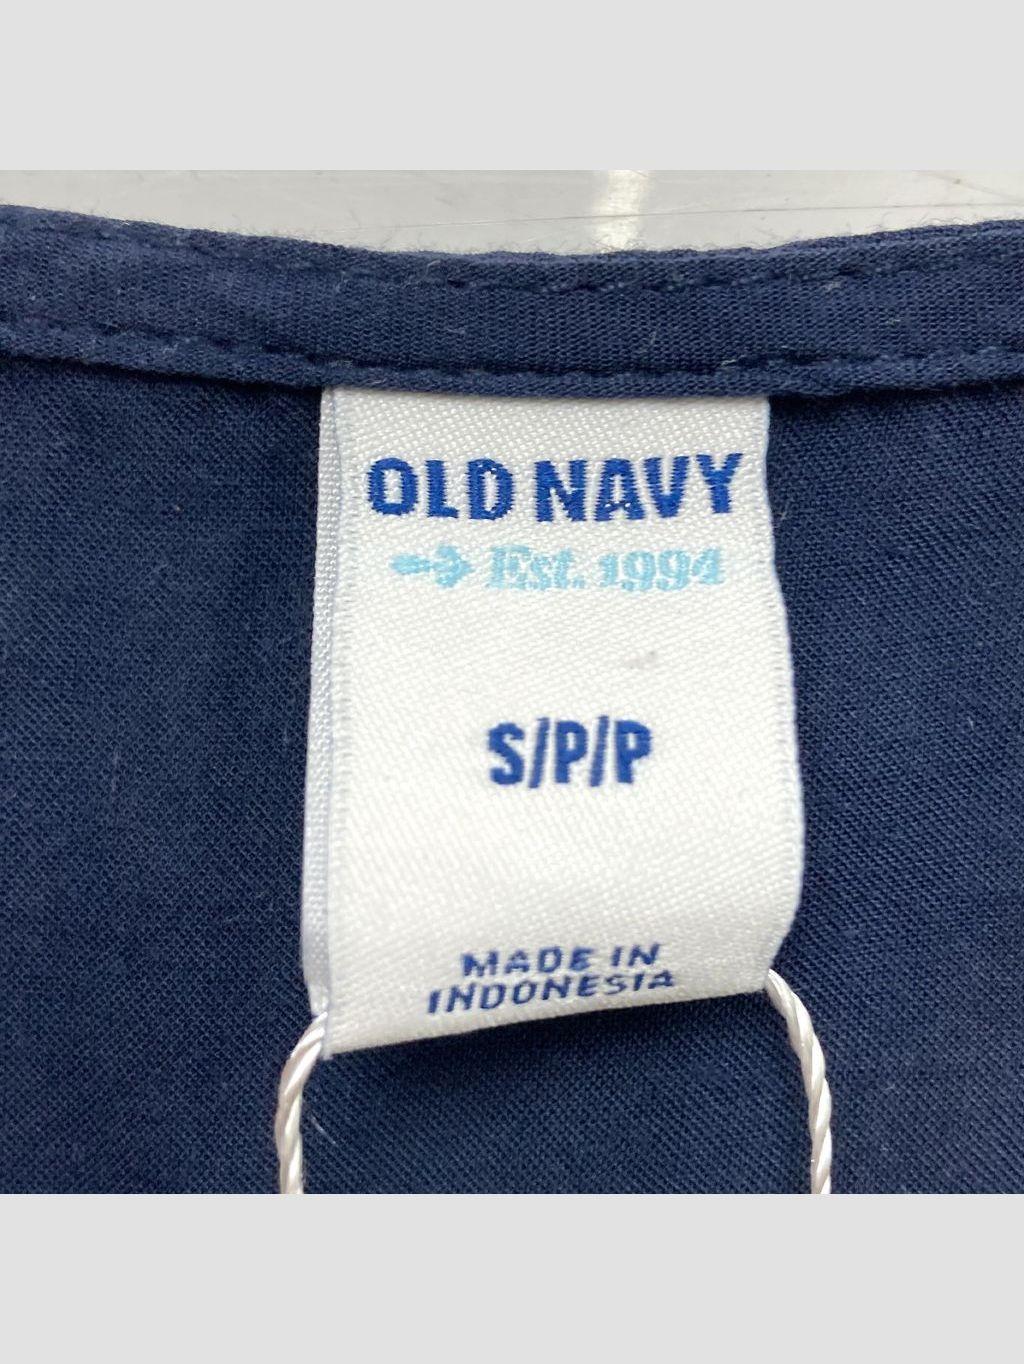 OLD NAVY
Est. 1994
S/P/P
MADE IN
INDONESIA